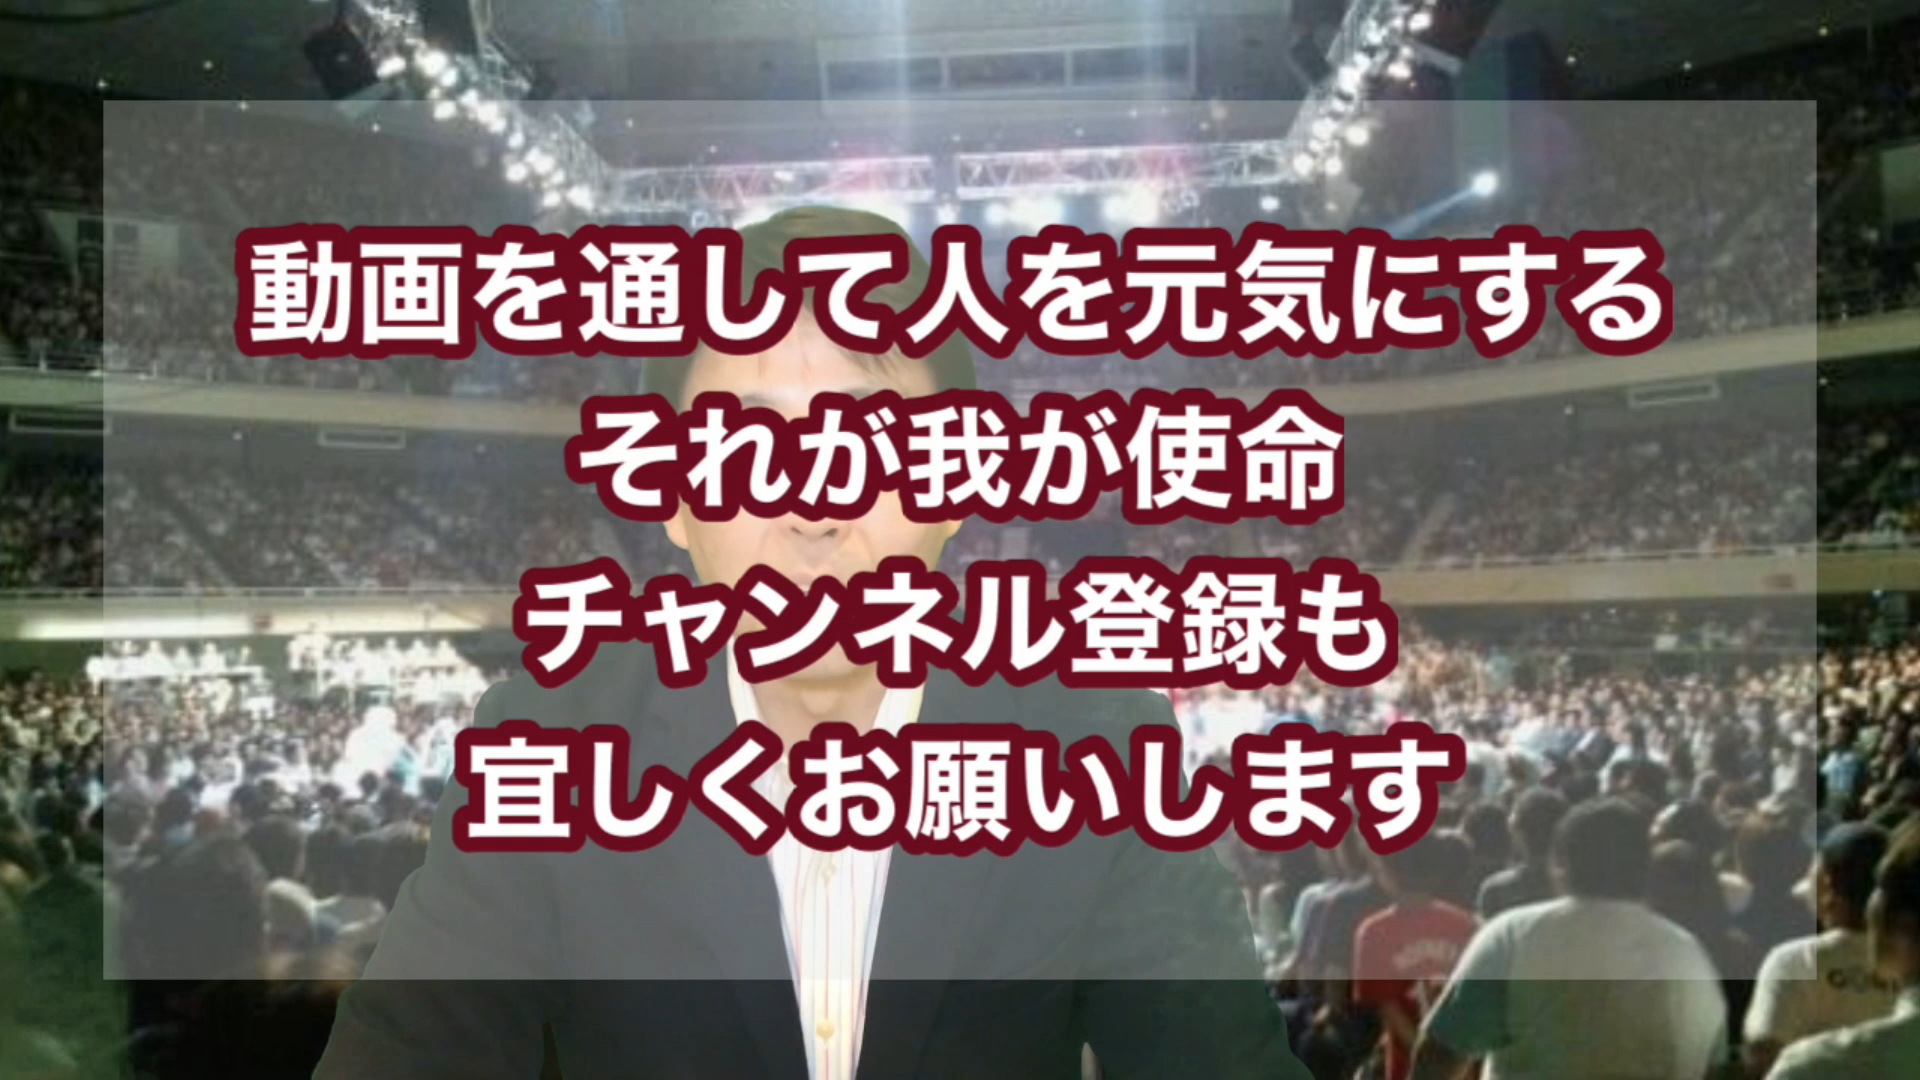 動画を通して人を元気にする
それが我が使命
チャンネル登録も
宜しくお願いします